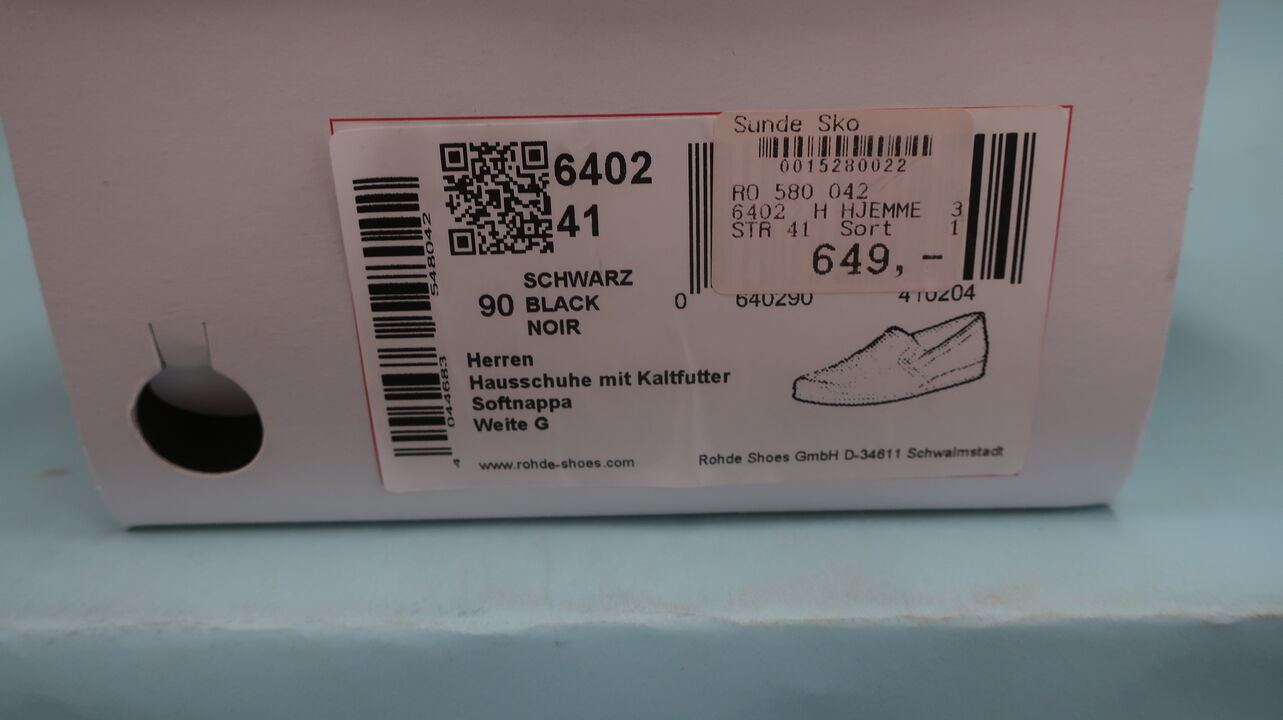 6402
41
90
SCHWARZ
BLACK
NOIR
Herren
Hausschuhe mit Kaltfutter
Softnappa
Weite G
www.rohde-shoes.com
Rohde Shoes GmbH D-34611 Schwalmstadt
4 044683 548042
0 640290 410204
Sunde Sko
0015280022
RO 580 042
6402 H HJEMME 3
STR 41 Sort 1
649,-